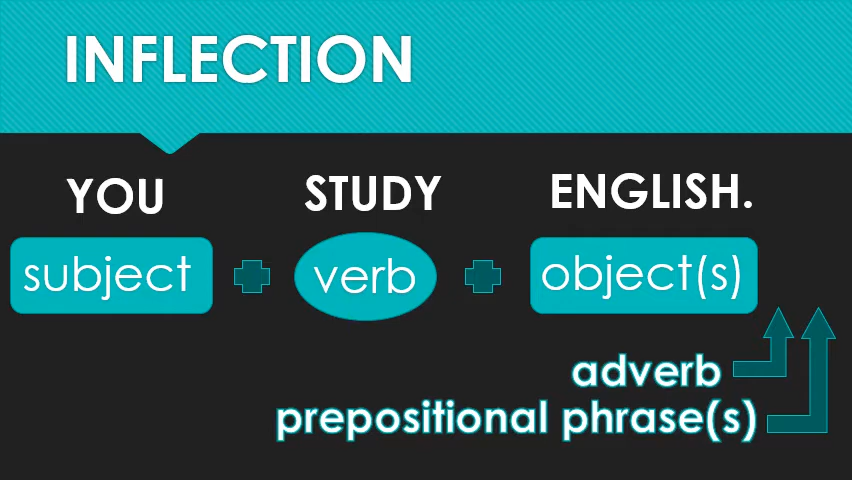 INFLECTION
YOU STUDY ENGLISH.
subject verb object(s)
adverb
prepositional phrase(s)